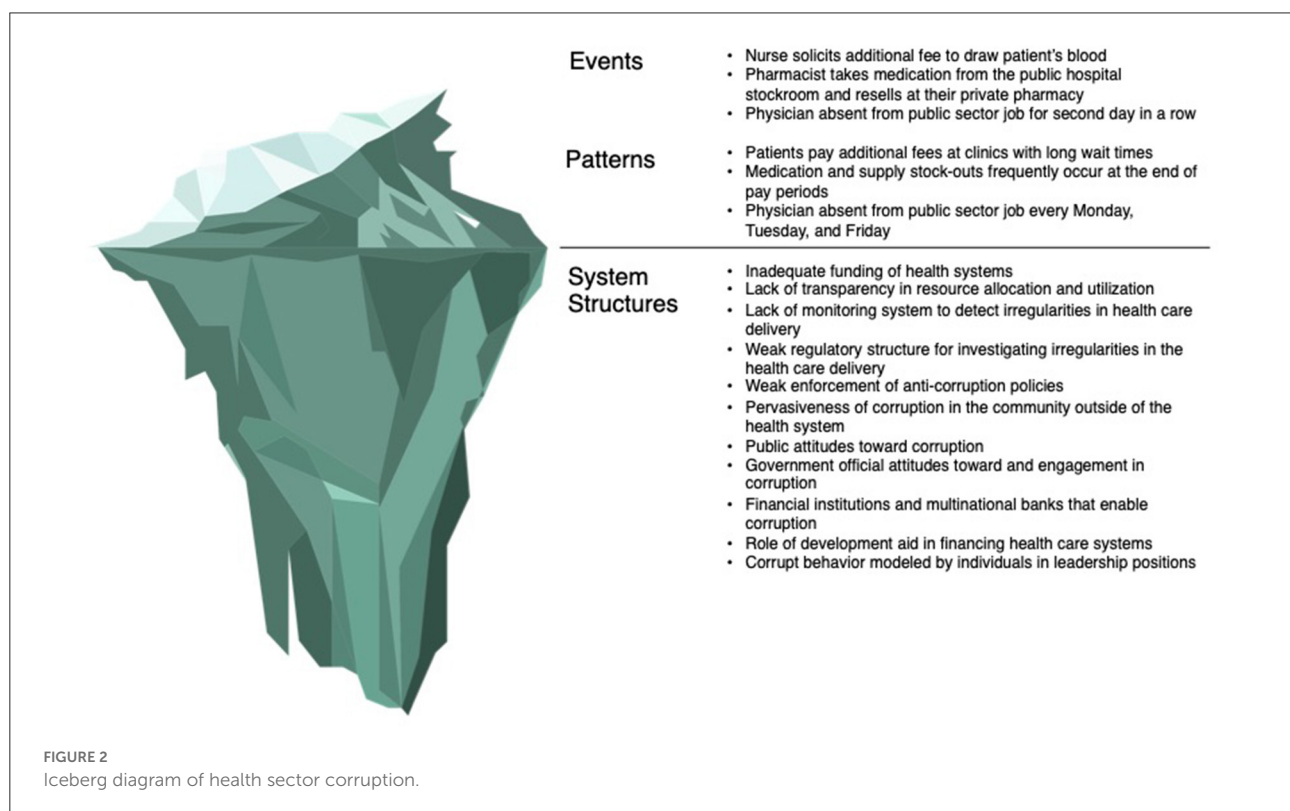 Events
• Nurse solicits additional fee to draw patient's blood
• Pharmacist takes medication from the public hospital
stockroom and resells at their private pharmacy
• Physician absent from public sector job for second day in a row
Patterns
• Patients pay additional fees at clinics with long wait times
• Medication and supply stock-outs frequently occur at the end of
pay periods
• Physician absent from public sector job every Monday,
Tuesday, and Friday
System
Structures
• Inadequate funding of health systems
• Lack of transparency in resource allocation and utilization
• Lack of monitoring system to detect irregularities in health care
delivery
• Weak regulatory structure for investigating irregularities in the
health care delivery
• Weak enforcement of anti-corruption policies
• Pervasiveness of corruption in the community outside of the
health system
• Public attitudes toward corruption
• Government official attitudes toward and engagement in
corruption
• Financial institutions and multinational banks that enable
corruption
• Role of development aid in financing health care systems
• Corrupt behavior modeled by individuals in leadership positions
FIGURE 2
Iceberg diagram of health sector corruption.